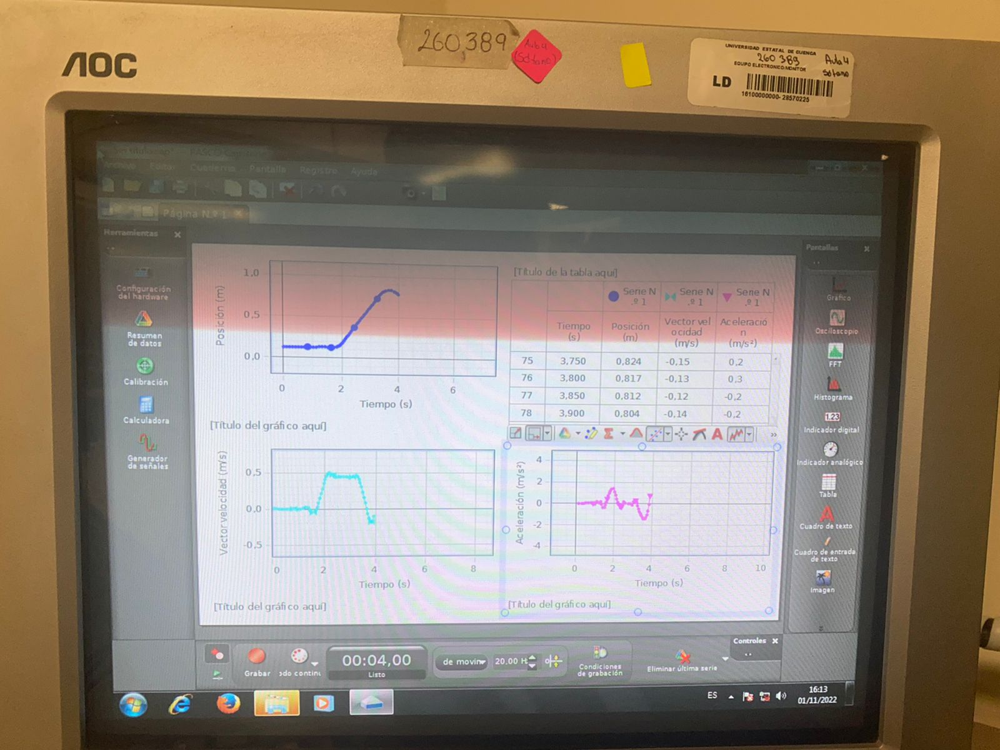 AOC
260,389
Aula 4
(Sótano)
UNIVERSIDAD ESTATAL DE CUENCA
260 389
Aula 4
Sótano
EQUIPO ELECTRONICO/MONITOR
LD
16100000000- 28570225
Archivo Editar Cuaderno Pantalla Registro Ayuda
Página N.º 1
Herramientas
Configuración
del hardware
Resumen
de datos
Calibración
Calculadora
Generador
de señales
Posición (m)
1,0
0,5
0,0
0 2 4 6
Tiempo (s)
[Título del gráfico aquí]
[Título de la tabla aquí]
Serie N
.º 1
Serie N
.º 1
Serie N
.º 1
Tiempo
(s)
Posición
(m)
Vector vel
ocidad
(m/s)
Aceleració
n
(m/s²)
75 3,750 0,824 -0,15 0,2
76 3,800 0,817 -0,13 0,3
77 3,850 0,812 -0,12 -0,2
78 3,900 0,804 -0,14 -0,2
Vector velocidad (m/s)
0,5
0,0
-0,5
0 2 4 6 8
Tiempo (s)
[Título del gráfico aquí]
Aceleración (m/s²)
4
2
0
-2
-4
0 2 4 6 8 10
Tiempo (s)
[Título del gráfico aquí]
Pantallas
Gráfico
Osciloscopio
FFT
Histograma
1.23
Indicador digital
Indicador analógico
Tabla
Cuadro de texto
Cuadro de entrada
de texto
Imagen
Controles
Grabar
odo continu
00:04,00
Listo
de movim
20.00 H
Condiciones
de grabación
Eliminar última serie
ES
16:13
01/11/2022